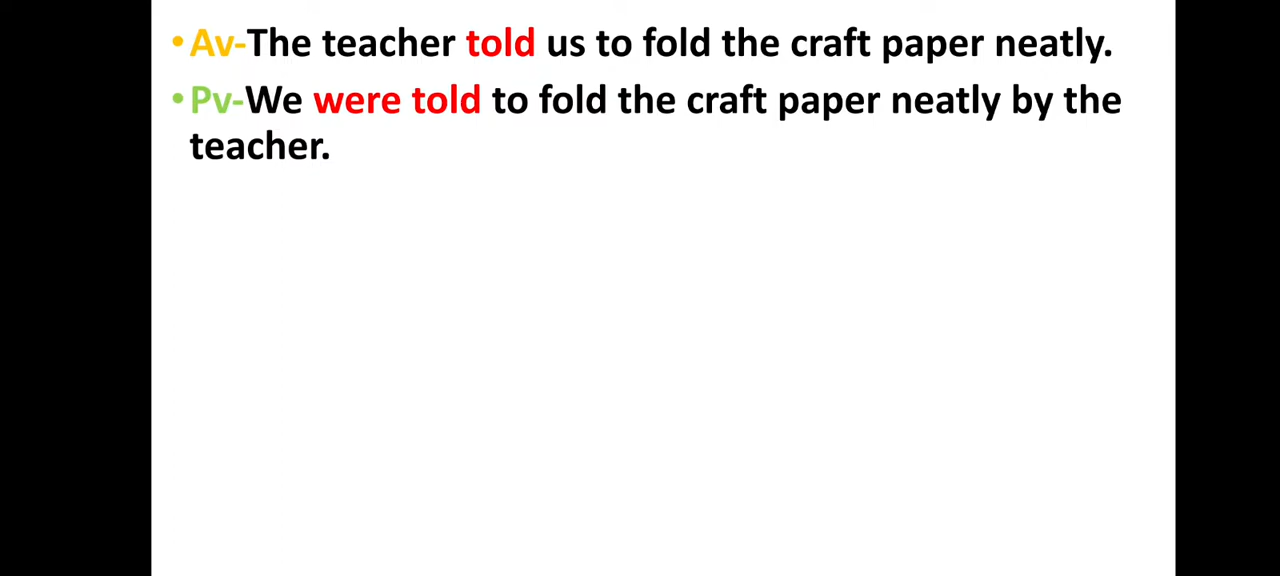 •Av-The teacher told us to fold the craft paper neatly.
•Pv-We were told to fold the craft paper neatly by the
teacher.